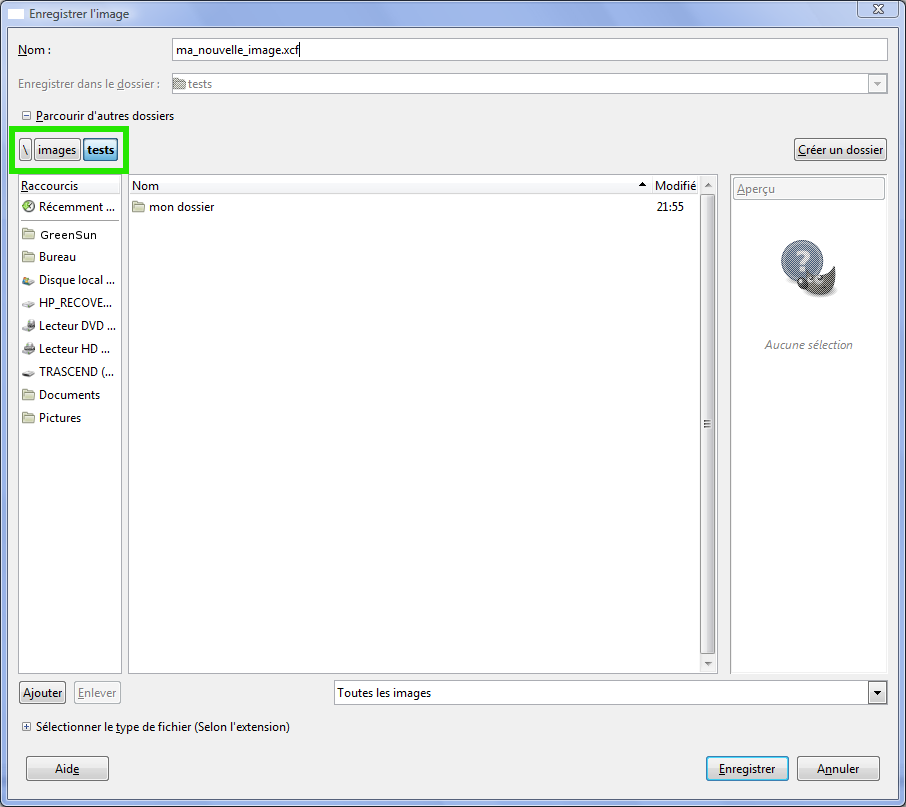 Enregistrer l'image
Nom :
ma_nouvelle_image.xcf
Enregistrer dans le dossier :
tests
Parcourir d'autres dossiers
\ images tests
Créer un dossier
Raccourcis
Récemment ...
GreenSun
Bureau
Disque local ...
HP_RECOVE...
Lecteur DVD ...
Lecteur HD ...
TRASCEND (...
Documents
Pictures
Nom Modifié
mon dossier 21:55
Aperçu
?
Aucune sélection
Ajouter Enlever
Toutes les images
Sélectionner le type de fichier (Selon l'extension)
Aide
Enregistrer Annuler